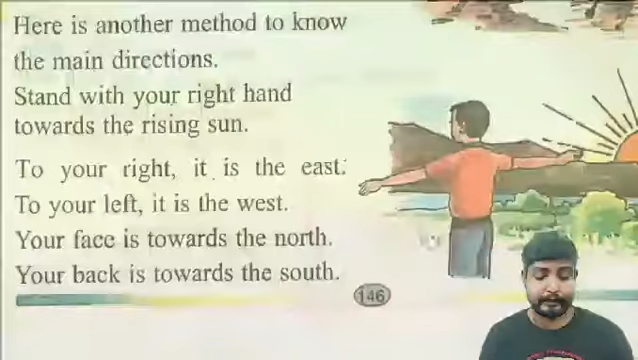 Here is another method to know
the main directions.
Stand with your right hand
towards the rising sun.
To your right, it is the east.
To your left, it is the west.
Your face is towards the north.
Your back is towards the south.
146